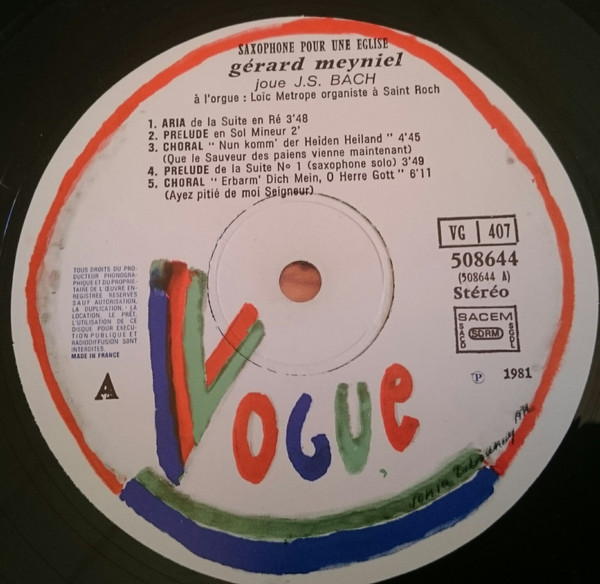 SAXOPHONE POUR UNE EGLISE
gérard meyniel
joue J.S. BACH
à l'orgue : Loïc Metrope organiste à Saint Roch
1. ARIA de la Suite en Ré 3'48
2. PRELUDE en Sol Mineur 2'
3. CHORAL " Nun komm' der Heiden Heiland " 4'45
(Que le Sauveur des paiens vienne maintenant)
4. PRELUDE de la Suite No 1 (saxophone solo) 3'49
5. CHORAL " Erbarm' Dich Mein, O Herre Gott " 6'11
(Ayez pitié de moi Seigneur)
VG | 407
508644
(508644 A)
Stéréo
SACEM
SACD
SDRM
SGDL
℗ 1981
TOUS DROITS DU PRO-
DUCTEUR PHONOGRA-
PHIQUE ET DU PROPRIE-
TAIRE DE L'ŒUVRE EN-
REGISTREE RESERVES
SAUF AUTORISATION,
LA DUPLICATION, LA
LOCATION, LE PRÊT,
L'UTILISATION DE CE
DISQUE POUR EXECU-
TION PUBLIQUE ET
RADIODIFFUSION SONT
INTERDITES.
MADE IN FRANCE
A
VOGUE
Sonia Delaunay